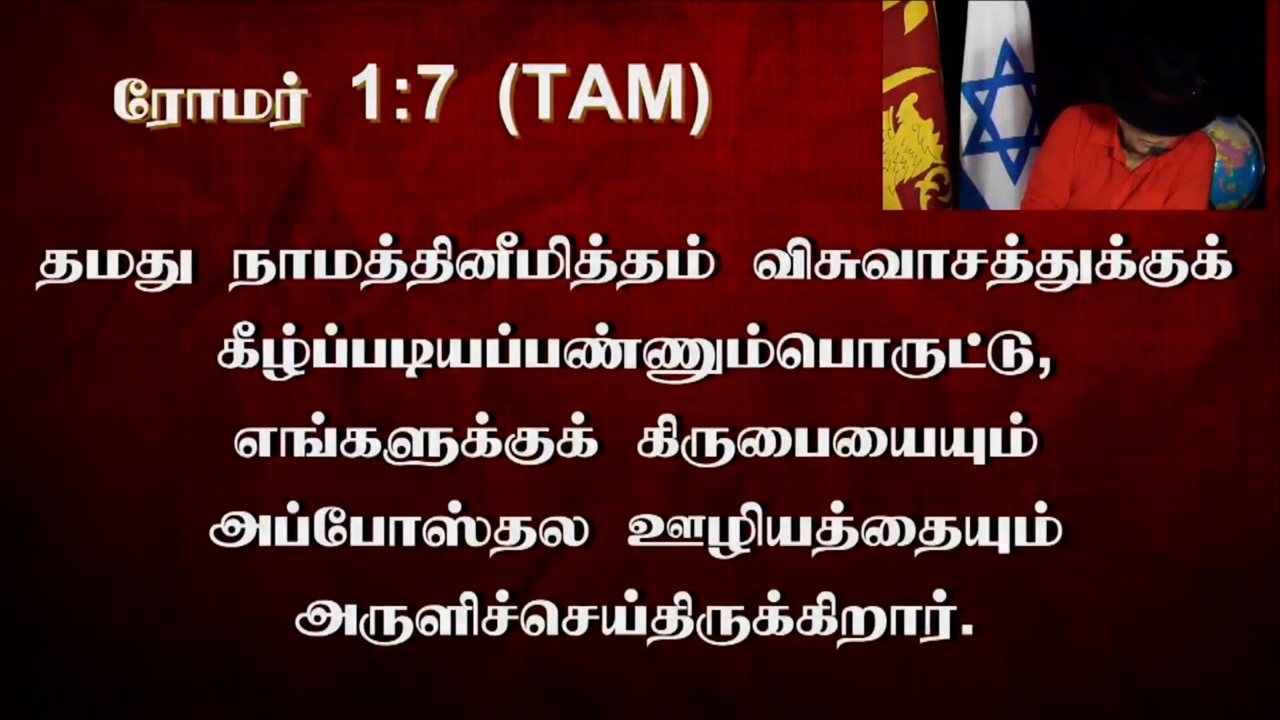 ரோமர் 1:7 (TAM)
தமது நாமத்தினீமித்தம் விசுவாசத்துக்குக்
கீழ்ப்படியப்பண்ணும்பொருட்டு,
எங்களுக்குக் கிருபையையும்
அப்போஸ்தல ஊழியத்தையும்
அருளிச்செய்திருக்கிறார்.